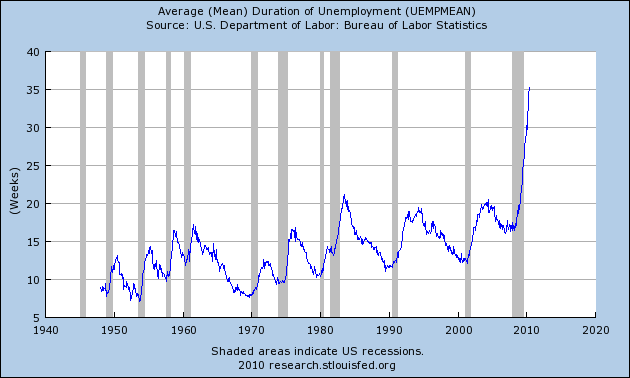 Average (Mean) Duration of Unemployment (UEMPMEAN)
Source: U.S. Department of Labor: Bureau of Labor Statistics
40
35
30
25
20
15
10
5
(Weeks)
1940 1950 1960 1970 1980 1990 2000 2010 2020
Shaded areas indicate US recessions.
2010 research.stlouisfed.org